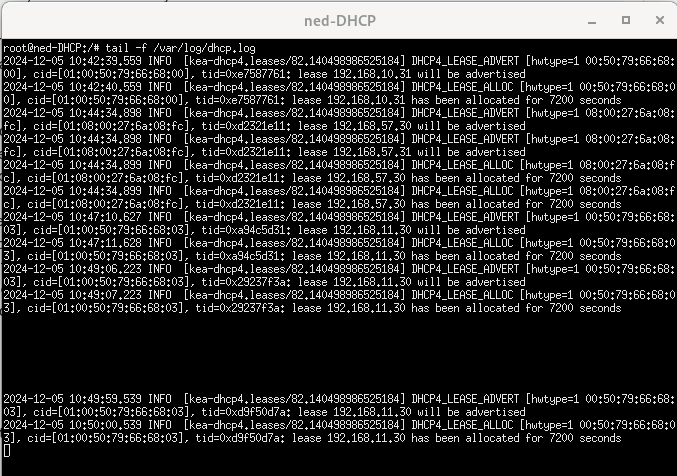 ned-DHCP
root@ned-DHCP:/# tail -f /var/log/dhcp.log
2024-12-05 10:42:39.559 INFO  [kea-dhcp4.leases/82.140498986525184] DHCP4_LEASE_ADVERT [hwtype=1 00:50:79:66:68:
00], cid=[01:00:50:79:66:68:00], tid=0xe7587761: lease 192.168.10.31 will be advertised
2024-12-05 10:42:40.559 INFO  [kea-dhcp4.leases/82.140498986525184] DHCP4_LEASE_ALLOC [hwtype=1 00:50:79:66:68:0
0], cid=[01:00:50:79:66:68:00], tid=0xe7587761: lease 192.168.10.31 has been allocated for 7200 seconds
2024-12-05 10:44:34.898 INFO  [kea-dhcp4.leases/82.140498986525184] DHCP4_LEASE_ADVERT [hwtype=1 08:00:27:6a:08:
fc], cid=[01:08:00:27:6a:08:fc], tid=0xd2321e11: lease 192.168.57.30 will be advertised
2024-12-05 10:44:34.898 INFO  [kea-dhcp4.leases/82.140498986525184] DHCP4_LEASE_ADVERT [hwtype=1 08:00:27:6a:08:
fc], cid=[01:08:00:27:6a:08:fc], tid=0xd2321e11: lease 192.168.57.31 will be advertised
2024-12-05 10:44:34.899 INFO  [kea-dhcp4.leases/82.140498986525184] DHCP4_LEASE_ALLOC [hwtype=1 08:00:27:6a:08:f
c], cid=[01:08:00:27:6a:08:fc], tid=0xd2321e11: lease 192.168.57.30 has been allocated for 7200 seconds
2024-12-05 10:44:34.899 INFO  [kea-dhcp4.leases/82.140498986525184] DHCP4_LEASE_ALLOC [hwtype=1 08:00:27:6a:08:f
c], cid=[01:08:00:27:6a:08:fc], tid=0xd2321e11: lease 192.168.57.30 has been allocated for 7200 seconds
2024-12-05 10:47:10.627 INFO  [kea-dhcp4.leases/82.140498986525184] DHCP4_LEASE_ADVERT [hwtype=1 00:50:79:66:68:
03], cid=[01:00:50:79:66:68:03], tid=0xa94c5d31: lease 192.168.11.30 will be advertised
2024-12-05 10:47:11.628 INFO  [kea-dhcp4.leases/82.140498986525184] DHCP4_LEASE_ALLOC [hwtype=1 00:50:79:66:68:0
3], cid=[01:00:50:79:66:68:03], tid=0xa94c5d31: lease 192.168.11.30 has been allocated for 7200 seconds
2024-12-05 10:49:06.223 INFO  [kea-dhcp4.leases/82.140498986525184] DHCP4_LEASE_ADVERT [hwtype=1 00:50:79:66:68:
03], cid=[01:00:50:79:66:68:03], tid=0x29237f3a: lease 192.168.11.30 will be advertised
2024-12-05 10:49:07.223 INFO  [kea-dhcp4.leases/82.140498986525184] DHCP4_LEASE_ALLOC [hwtype=1 00:50:79:66:68:0
3], cid=[01:00:50:79:66:68:03], tid=0x29237f3a: lease 192.168.11.30 has been allocated for 7200 seconds
2024-12-05 10:49:59.539 INFO  [kea-dhcp4.leases/82.140498986525184] DHCP4_LEASE_ADVERT [hwtype=1 00:50:79:66:68:
03], cid=[01:00:50:79:66:68:03], tid=0xd9f50d7a: lease 192.168.11.30 will be advertised
2024-12-05 10:50:00.539 INFO  [kea-dhcp4.leases/82.140498986525184] DHCP4_LEASE_ALLOC [hwtype=1 00:50:79:66:68:0
3], cid=[01:00:50:79:66:68:03], tid=0xd9f50d7a: lease 192.168.11.30 has been allocated for 7200 seconds